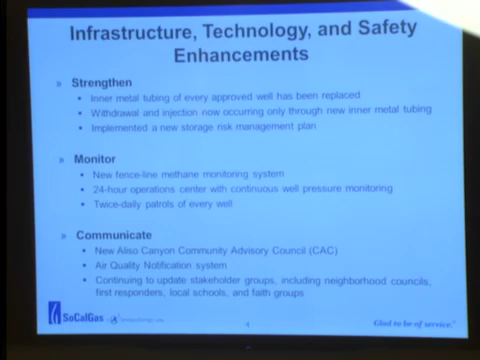 Infrastructure, Technology, and Safety
Enhancements
» Strengthen
▪ Inner metal tubing of every approved well has been replaced
▪ Withdrawal and injection now occurring only through new inner metal tubing
▪ Implemented a new storage risk management plan
» Monitor
▪ New fence-line methane monitoring system
▪ 24-hour operations center with continuous well pressure monitoring
▪ Twice-daily patrols of every well
» Communicate
▪ New Aliso Canyon Community Advisory Council (CAC)
▪ Air Quality Notification system
▪ Continuing to update stakeholder groups, including neighborhood councils,
first responders, local schools, and faith groups
SoCalGas
Glad to be of service.